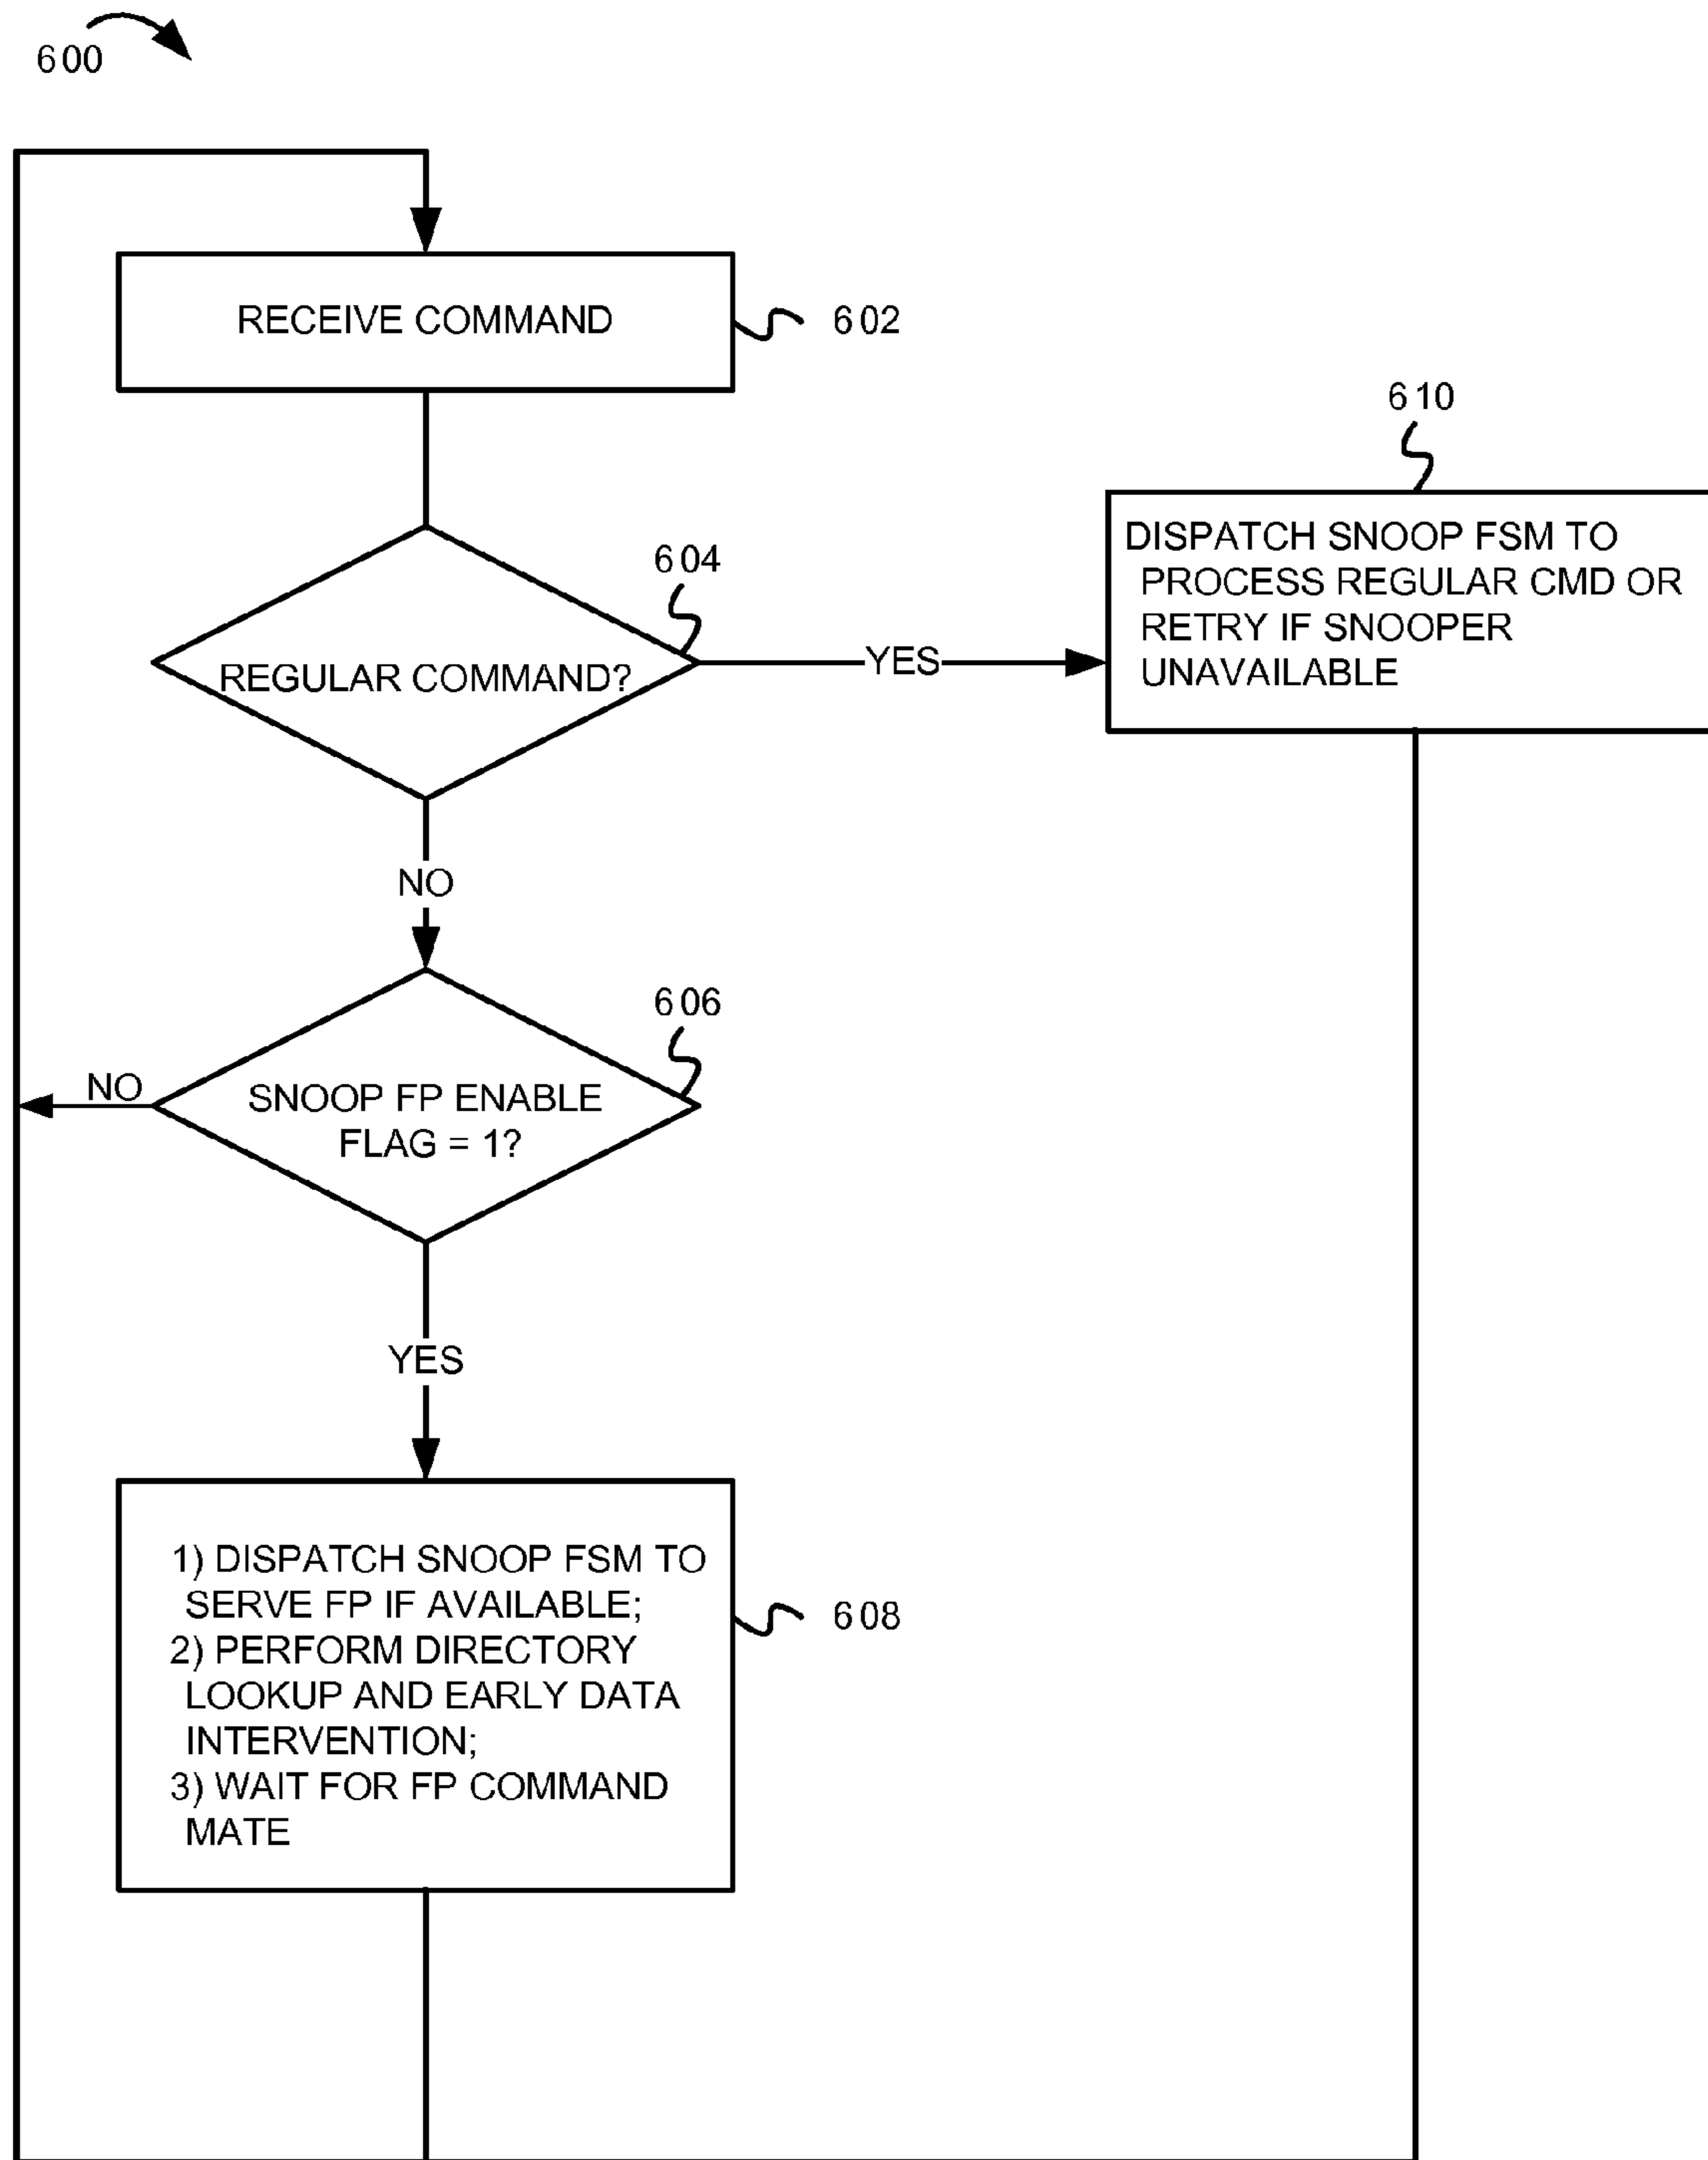 600
RECEIVE COMMAND
602
610
DISPATCH SNOOP FSM TO
PROCESS REGULAR CMD OR
RETRY IF SNOOPER
UNAVAILABLE
604
REGULAR COMMAND?
YES
NO
606
SNOOP FP ENABLE
FLAG = 1?
NO
YES
1) DISPATCH SNOOP FSM TO
SERVE FP IF AVAILABLE;
2) PERFORM DIRECTORY
LOOKUP AND EARLY DATA
INTERVENTION;
3) WAIT FOR FP COMMAND
MATE
608